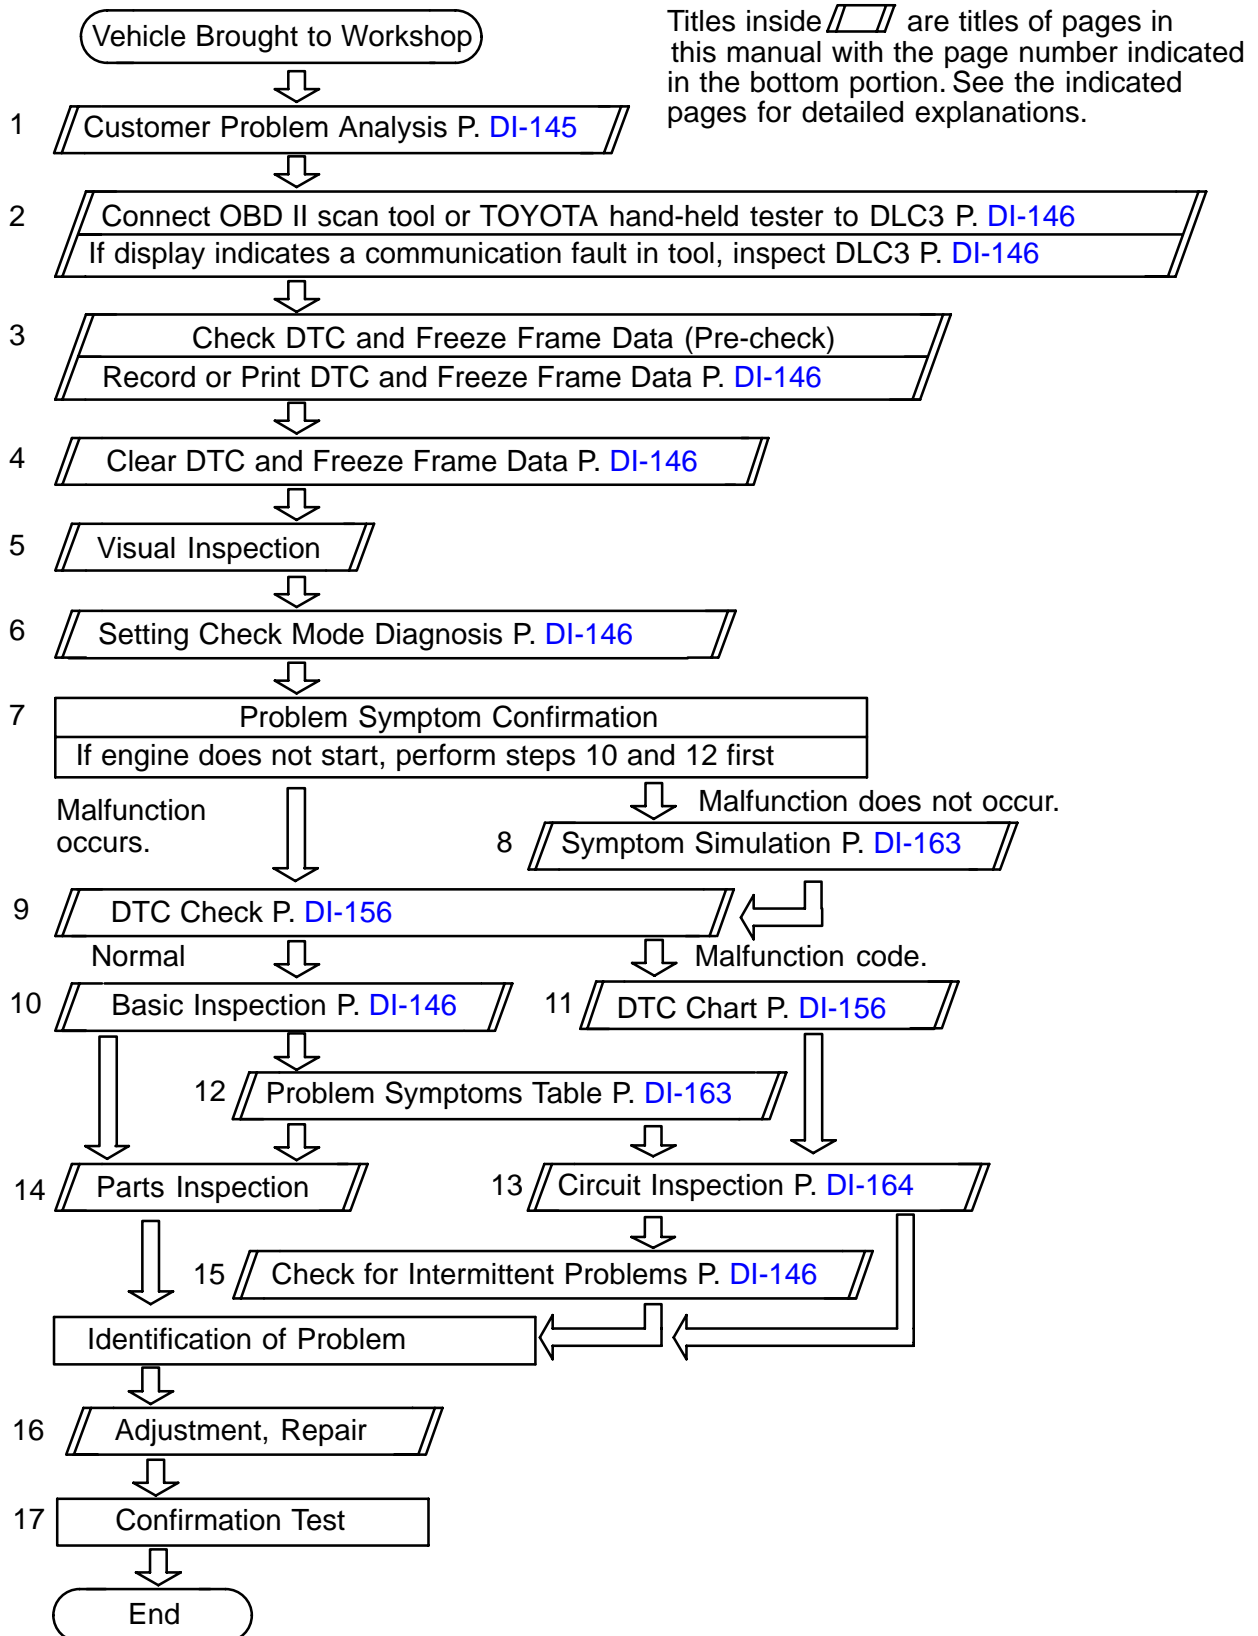 Vehicle Brought to Workshop
Titles inside are titles of pages in
this manual with the page number indicated
in the bottom portion. See the indicated
pages for detailed explanations.
1 Customer Problem Analysis P. DI-145
2 Connect OBD II scan tool or TOYOTA hand-held tester to DLC3 P. DI-146
If display indicates a communication fault in tool, inspect DLC3 P. DI-146
3 Check DTC and Freeze Frame Data (Pre-check)
Record or Print DTC and Freeze Frame Data P. DI-146
4 Clear DTC and Freeze Frame Data P. DI-146
5 Visual Inspection
6 Setting Check Mode Diagnosis P. DI-146
7 Problem Symptom Confirmation
If engine does not start, perform steps 10 and 12 first
Malfunction
occurs.
Malfunction does not occur.
8 Symptom Simulation P. DI-163
9 DTC Check P. DI-156
Normal
Malfunction code.
10 Basic Inspection P. DI-146
11 DTC Chart P. DI-156
12 Problem Symptoms Table P. DI-163
14 Parts Inspection
13 Circuit Inspection P. DI-164
15 Check for Intermittent Problems P. DI-146
Identification of Problem
16 Adjustment, Repair
17 Confirmation Test
End